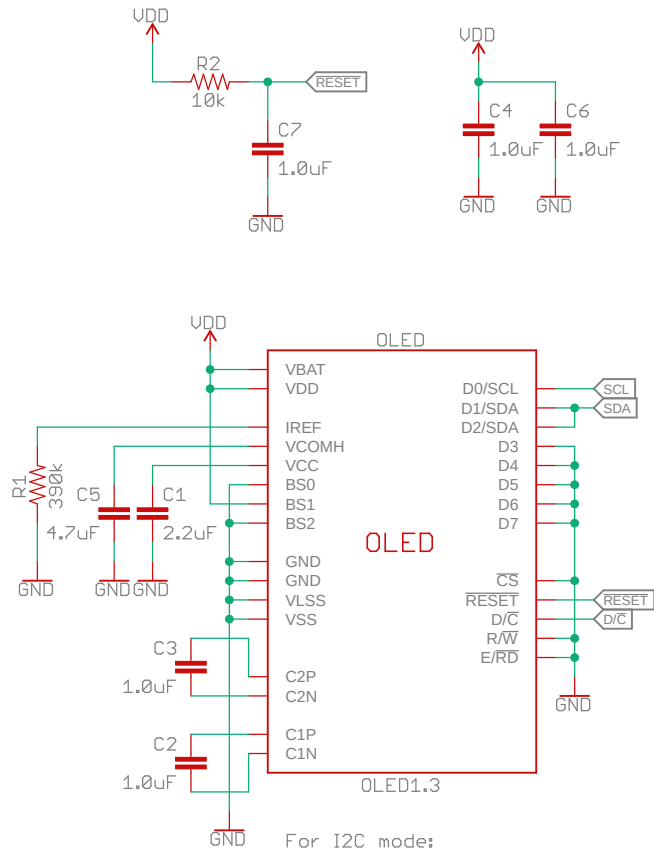 VDD
R2
10k
RESET
C7
1.0uF
GND
VDD
C4
1.0uF
C6
1.0uF
GND
GND
VDD
OLED
VBAT
VDD
IREF
VCOMH
VCC
BS0
BS1
BS2
GND
GND
VLSS
VSS
C2P
C2N
C1P
C1N
D0/SCL
D1/SDA
D2/SDA
D3
D4
D5
D6
D7
CS
RESET
D/C
R/W
E/RD
SCL
SDA
RESET
D/C
GND
OLED
R1
390k
GND
C5
4.7uF
GND
C1
2.2uF
GND
C3
1.0uF
C2
1.0uF
OLED1.3
GND
For I2C mode: